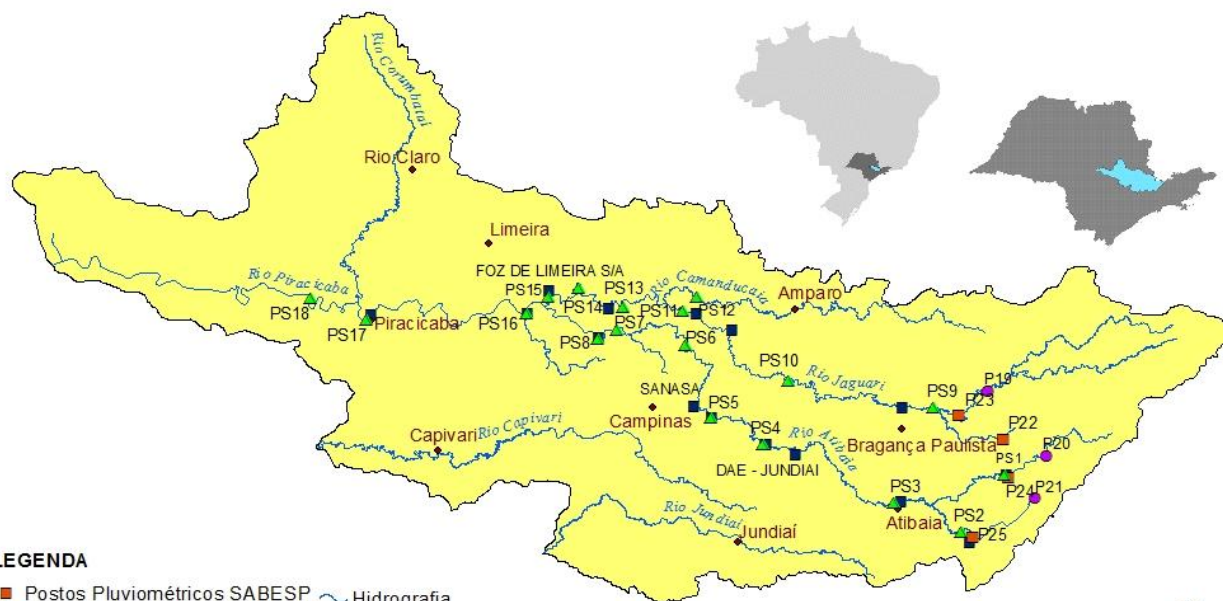 Rio Corumbataí
Rio Claro
Limeira
FOZ DE LIMEIRA S/A
Rio Piracicaba
PS15
PS13
Rio Camanducaia
Amparo
PS18
PS17
Piracicaba
PS16
PS14
PS11
PS12
PS7
PS8
PS6
PS10
Rio Jaguari
PS9
P19
P23
SANASA
PS5
Campinas
Capivari
Rio Capivari
PS4
Rio Atibaia
DAE - JUNDIAI
Bragança Paulista
P22
P20
PS1
P24
P21
PS3
Atibaia
PS2
P25
Rio Jundiaí
Jundiaí
LEGENDA
Postos Pluviométricos SABESP
Hidrografia